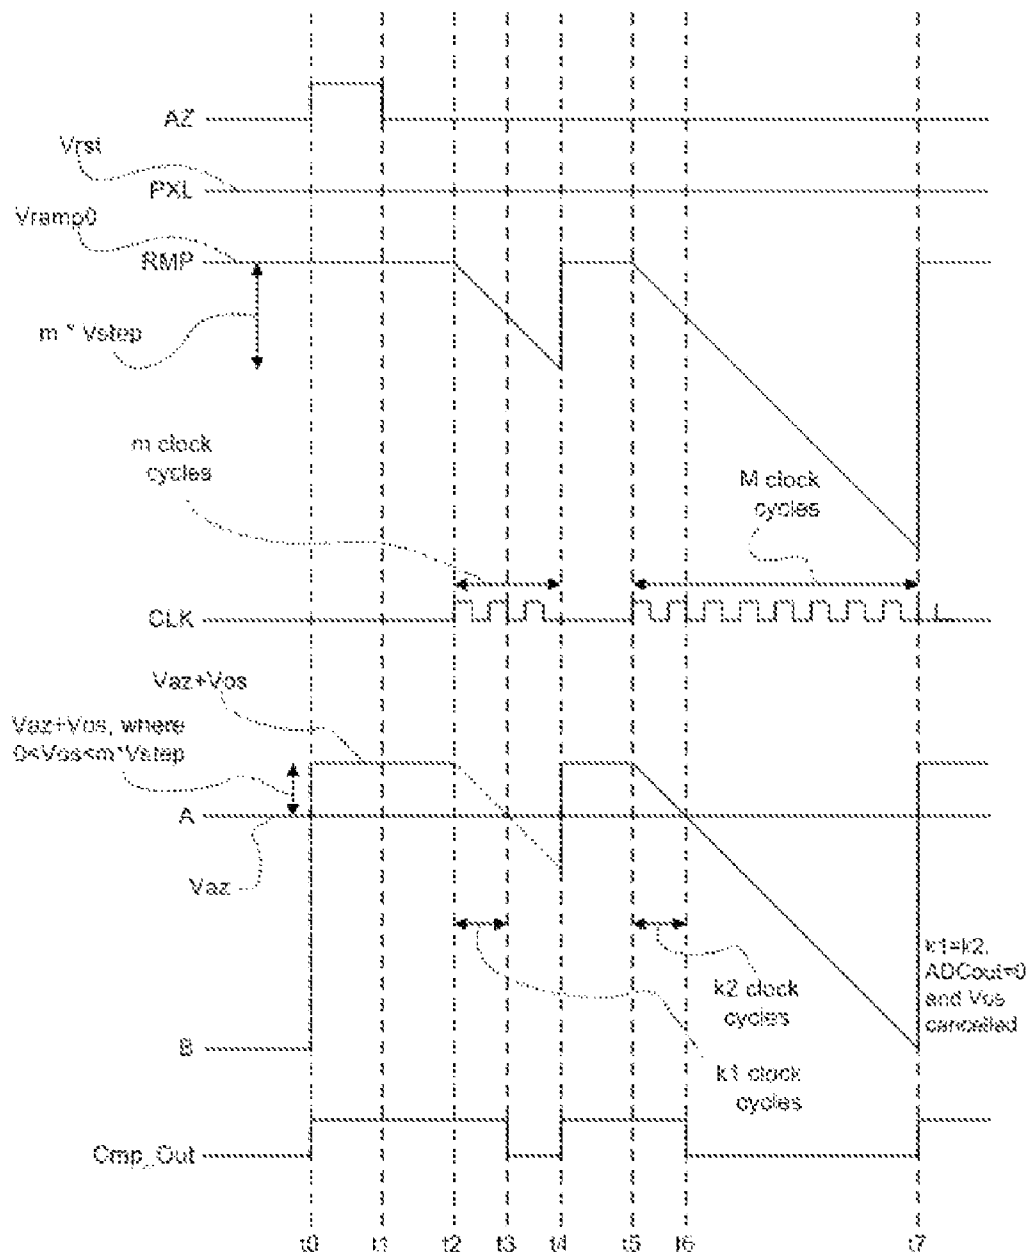 AZ
Vrst
PXL
Vramp0
RMP
m * Vstep
m clock
cycles
M clock
cycles
CLK
Vaz+Vos
Vaz+Vos, where
0<Vos<m*Vstep
A
Vaz
k1=k2,
ADCout=0
and Vos
cancelled
k2 clock
cycles
B
k1 clock
cycles
Cmp_Out
t0 t1 t2 t3 t4 t5 t6 t7